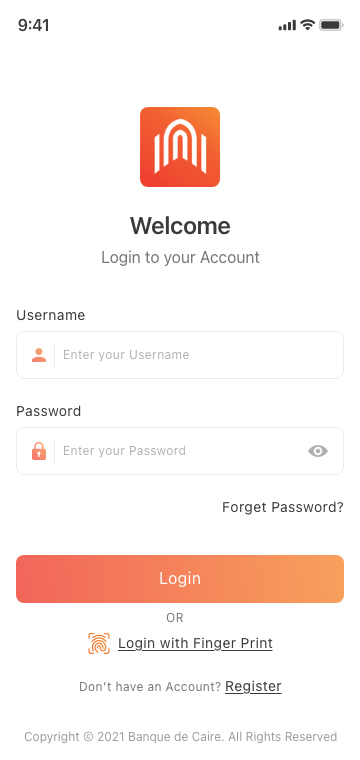 9:41
Welcome
Login to your Account
Username
Enter your Username
Password
Enter your Password
Forget Password?
Login
OR
Login with Finger Print
Don't have an Account? Register
Copyright © 2021 Banque de Caire. All Rights Reserved